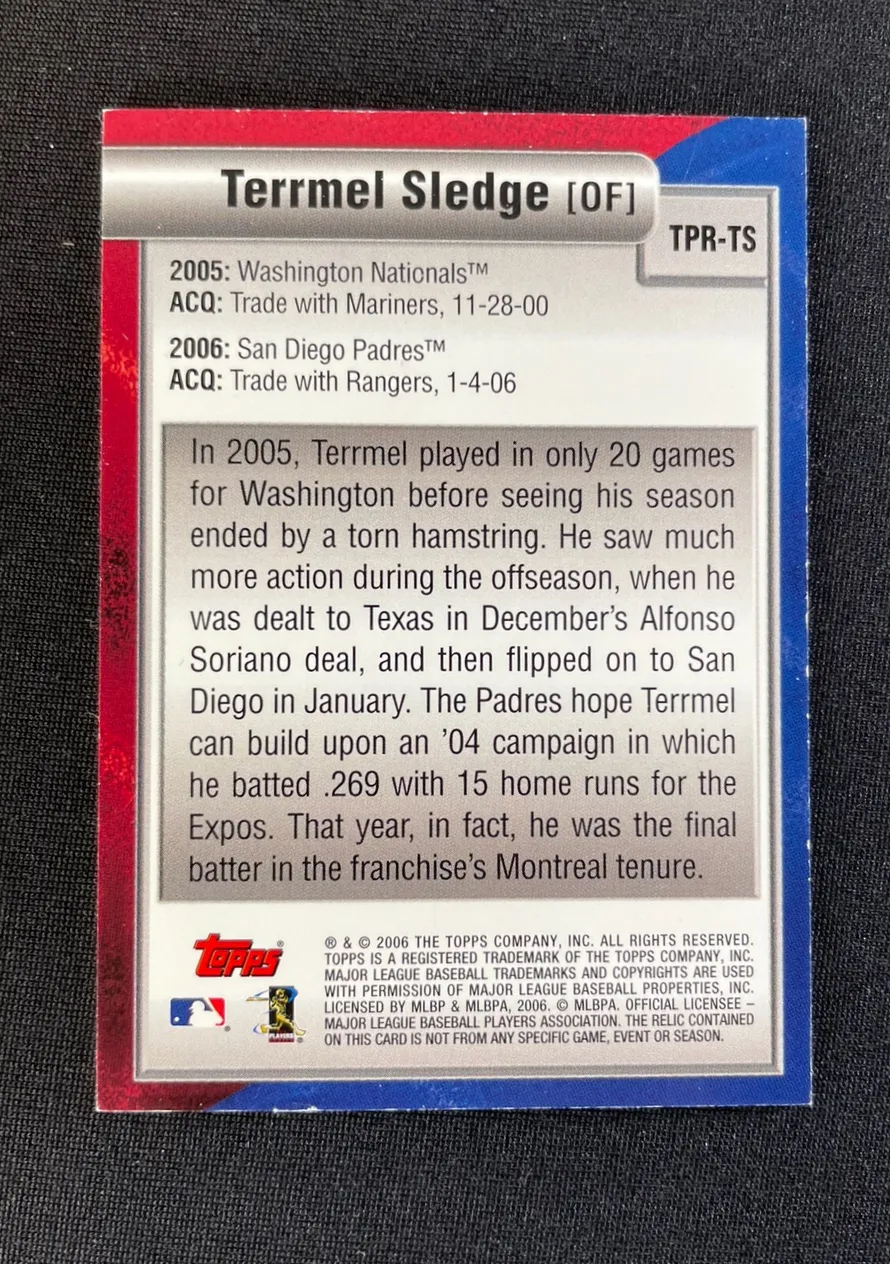 Terrmel Sledge [OF]
TPR-TS
2005: Washington Nationals™
ACQ: Trade with Mariners, 11-28-00
2006: San Diego Padres™
ACQ: Trade with Rangers, 1-4-06
In 2005, Terrmel played in only 20 games
for Washington before seeing his season
ended by a torn hamstring. He saw much
more action during the offseason, when he
was dealt to Texas in December's Alfonso
Soriano deal, and then flipped on to San
Diego in January. The Padres hope Terrmel
can build upon an '04 campaign in which
he batted .269 with 15 home runs for the
Expos. That year, in fact, he was the final
batter in the franchise's Montreal tenure.
Topps®
® & © 2006 THE TOPPS COMPANY, INC. ALL RIGHTS RESERVED.
TOPPS IS A REGISTERED TRADEMARK OF THE TOPPS COMPANY, INC.
MAJOR LEAGUE BASEBALL TRADEMARKS AND COPYRIGHTS ARE USED
WITH PERMISSION OF MAJOR LEAGUE BASEBALL PROPERTIES, INC.
LICENSED BY MLBP & MLBPA, 2006. © MLBPA. OFFICIAL LICENSEE –
MAJOR LEAGUE BASEBALL PLAYERS ASSOCIATION. THE RELIC CONTAINED
ON THIS CARD IS NOT FROM ANY SPECIFIC GAME, EVENT OR SEASON.
PLAYERS